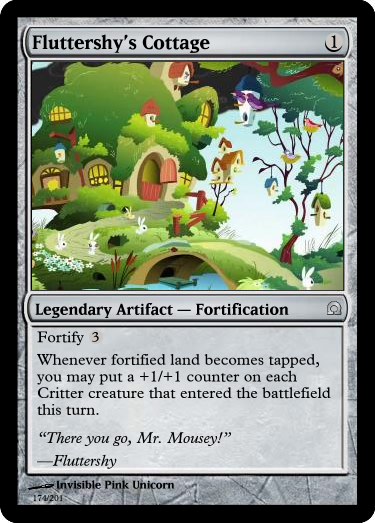 Fluttershy's Cottage 1
Legendary Artifact — Fortification
Fortify 3
Whenever fortified land becomes tapped,
you may put a +1/+1 counter on each
Critter creature that entered the battlefield
this turn.
“There you go, Mr. Mousey!”
—Fluttershy
Invisible Pink Unicorn
174/201